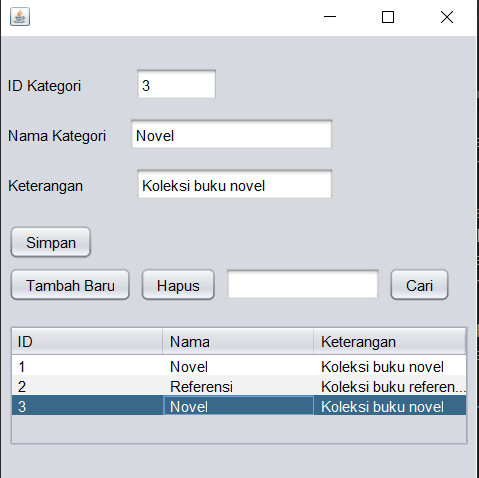 ID Kategori 3
Nama Kategori Novel
Keterangan Koleksi buku novel
Simpan
Tambah Baru Hapus Cari
ID Nama Keterangan
1 Novel Koleksi buku novel
2 Referensi Koleksi buku referen...
3 Novel Koleksi buku novel